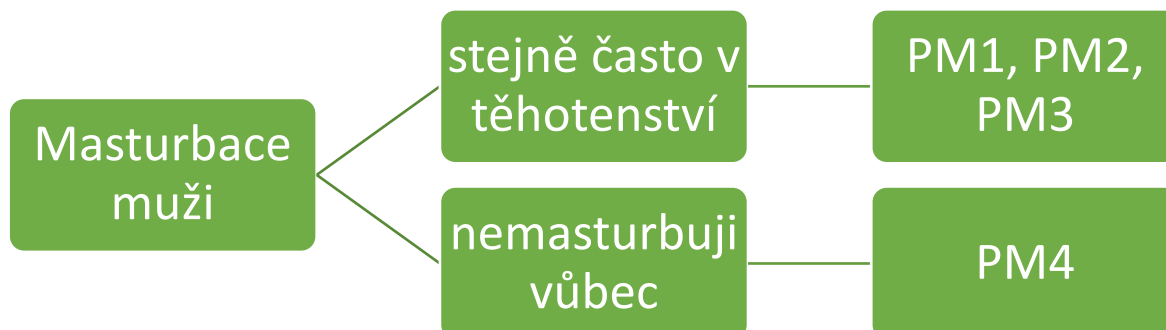 Masturbace
muži
stejně často v
těhotenství
PM1, PM2,
PM3
nemasturbuji
vůbec
PM4